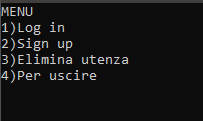 MENU
1)Log in
2)Sign up
3)Elimina utenza
4)Per uscire